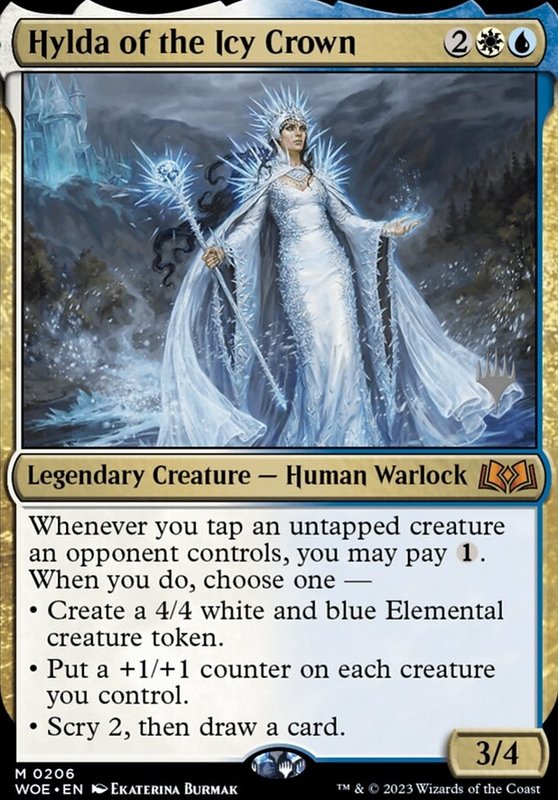 Hylda of the Icy Crown 2
Legendary Creature — Human Warlock
Whenever you tap an untapped creature
an opponent controls, you may pay 1.
When you do, choose one —
• Create a 4/4 white and blue Elemental
creature token.
• Put a +1/+1 counter on each creature
you control.
• Scry 2, then draw a card.
3/4
M 0206
WOE • EN Ekaterina Burmak
™ & © 2023 Wizards of the Coast